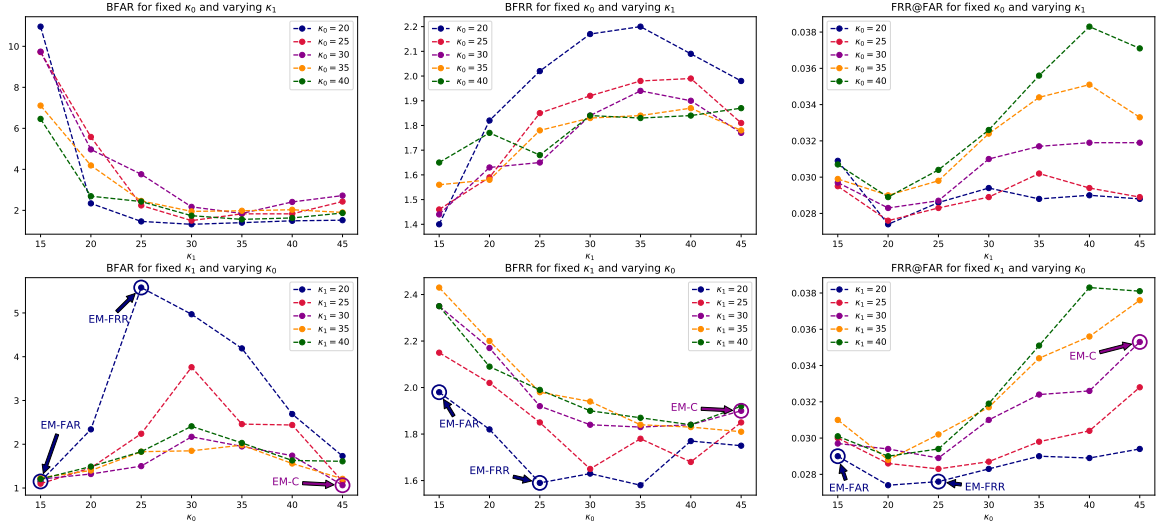 BFAR for fixed κ₀ and varying κ₁
10
8
6
4
2
15 20 25 30 35 40 45
κ₁
κ₀ = 20
κ₀ = 25
κ₀ = 30
κ₀ = 35
κ₀ = 40
BFRR for fixed κ₀ and varying κ₁
2.2
2.1
2.0
1.9
1.8
1.7
1.6
1.5
1.4
15 20 25 30 35 40 45
κ₁
κ₀ = 20
κ₀ = 25
κ₀ = 30
κ₀ = 35
κ₀ = 40
FRR@FAR for fixed κ₀ and varying κ₁
0.038
0.036
0.034
0.032
0.030
0.028
15 20 25 30 35 40 45
κ₁
κ₀ = 20
κ₀ = 25
κ₀ = 30
κ₀ = 35
κ₀ = 40
BFAR for fixed κ₁ and varying κ₀
5
4
3
2
1
15 20 25 30 35 40 45
κ₀
κ₁ = 20
κ₁ = 25
κ₁ = 30
κ₁ = 35
κ₁ = 40
EM-FRR
EM-FAR
EM-C
BFRR for fixed κ₁ and varying κ₀
2.4
2.2
2.0
1.8
1.6
15 20 25 30 35 40 45
κ₀
κ₁ = 20
κ₁ = 25
κ₁ = 30
κ₁ = 35
κ₁ = 40
EM-FAR
EM-C
EM-FRR
FRR@FAR for fixed κ₁ and varying κ₀
0.038
0.036
0.034
0.032
0.030
0.028
15 20 25 30 35 40 45
κ₀
κ₁ = 20
κ₁ = 25
κ₁ = 30
κ₁ = 35
κ₁ = 40
EM-C
EM-FAR
EM-FRR